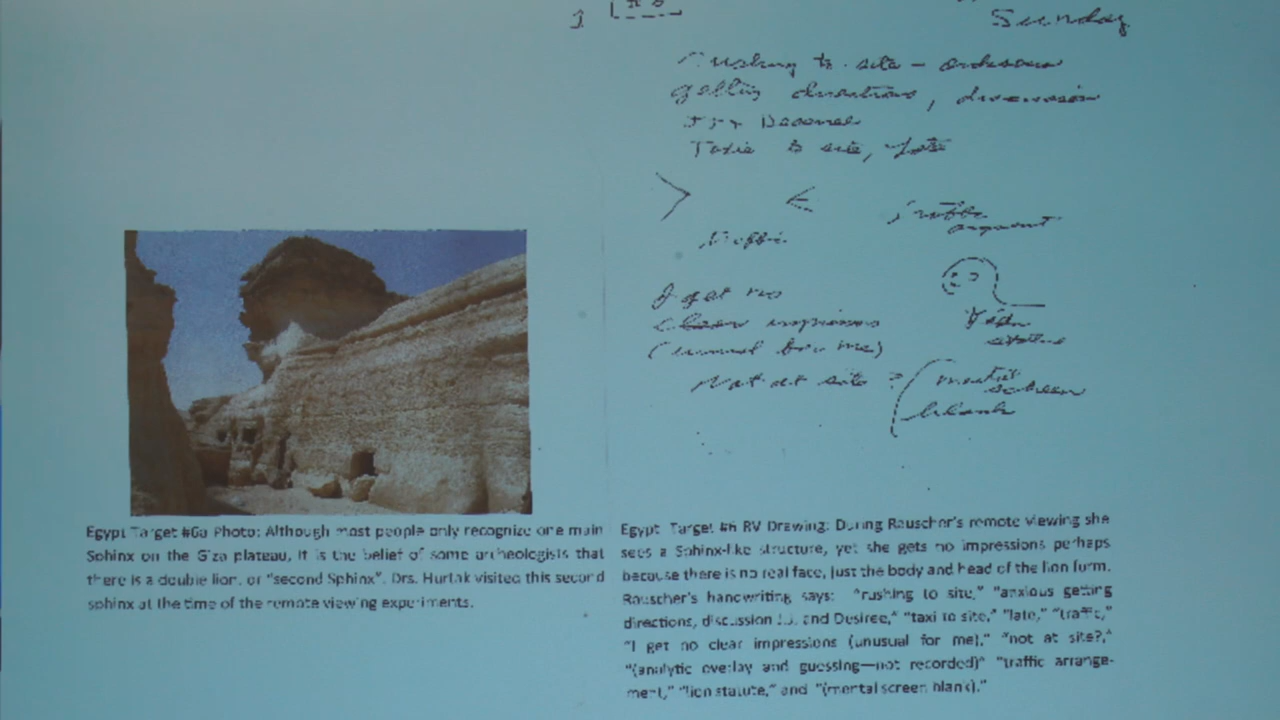 Sunday
rushing to site –
getting directions, discussion
to site, late
traffic
traffic
I get no
clear impressions
(unusual for me)
lion
statue
Not at site ? (mental
screen
blank
Egypt Target #6a Photo: Although most people only recognize one main
Sphinx on the Giza plateau, it is the belief of some archeologists that
there is a double lion, or "second Sphinx". Drs. Hurtak visited this second
sphinx at the time of the remote viewing experiments.
Egypt Target #6 RV Drawing: During Rauscher's remote viewing she
sees a Sphinx-like structure, yet she gets no impressions perhaps
because there is no real face, just the body and head of the lion form.
Rauscher's handwriting says: "rushing to site," "anxious getting
directions, discussion J.J. and Desiree," "taxi to site," "late," "traffic,"
"I get no clear impressions (unusual for me)," "not at site?,"
"(analytic overlay and guessing—not recorded)" "traffic arrange-
ment," "lion statute," and "(mental screen blank)."